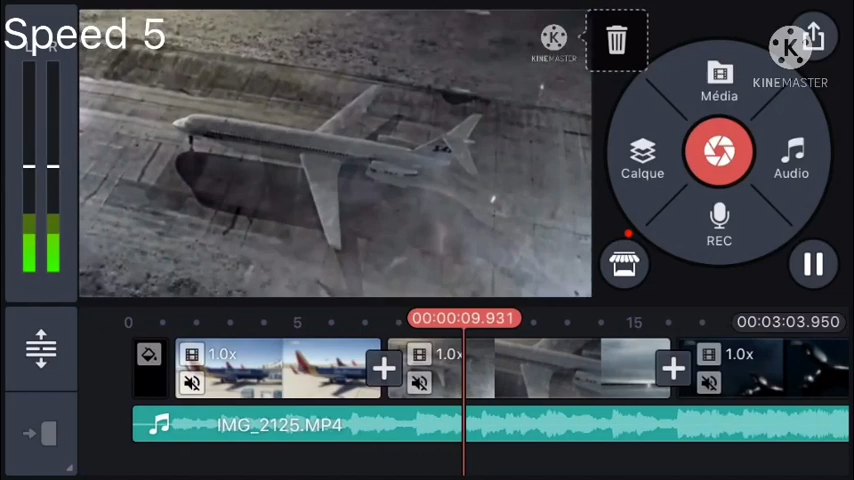 Speed 5
L R
KINEMASTER
KINEMASTER
Média
Calque
Audio
REC
0
5
00:00:09.931
15
00:03:03.950
1.0x
1.0x
1.0x
IMG_2125.MP4